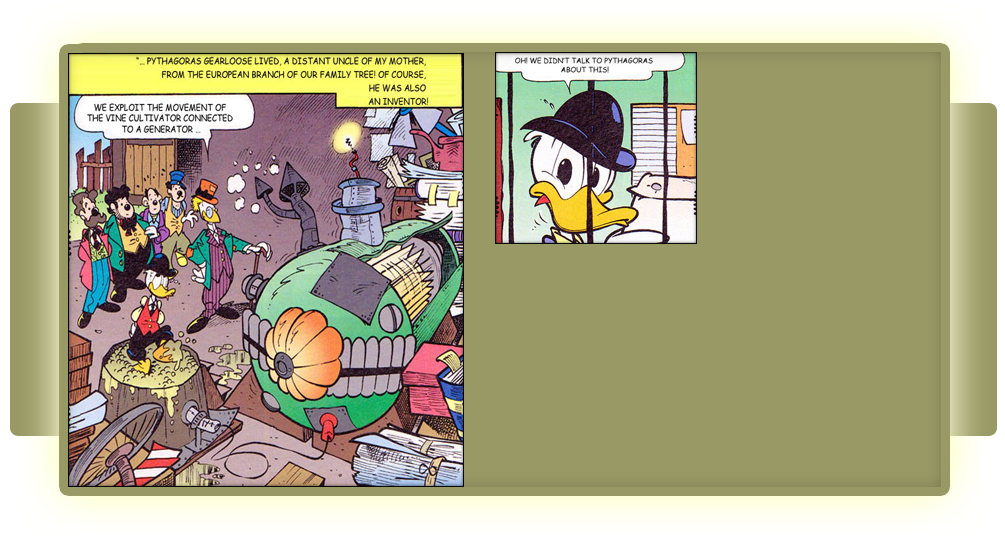 "... PYTHAGORAS GEARLOOSE LIVED, A DISTANT UNCLE OF MY MOTHER,
FROM THE EUROPEAN BRANCH OF OUR FAMILY TREE! OF COURSE,
HE WAS ALSO
AN INVENTOR!
WE EXPLOIT THE MOVEMENT OF
THE VINE CULTIVATOR CONNECTED
TO A GENERATOR ...
OH! WE DIDN'T TALK TO PYTHAGORAS
ABOUT THIS!